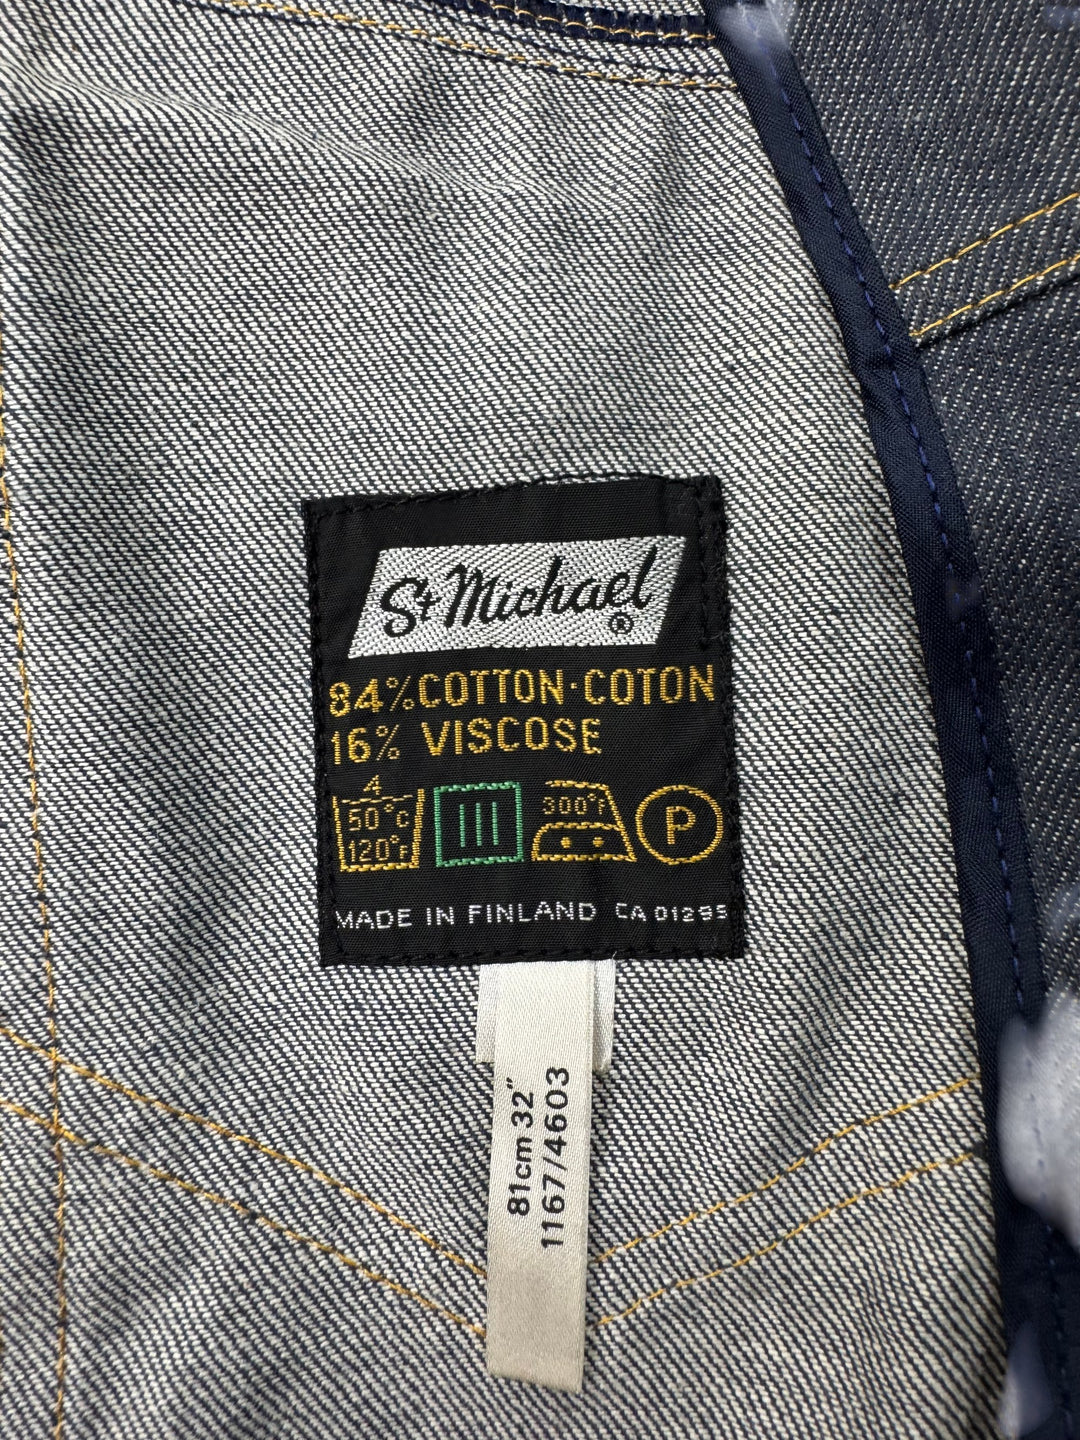 St Michael ®
84% COTTON·COTON
16% VISCOSE
4
50°C
120°F
300°F
P
MADE IN FINLAND CA 01295
81cm 32"
1167/4603